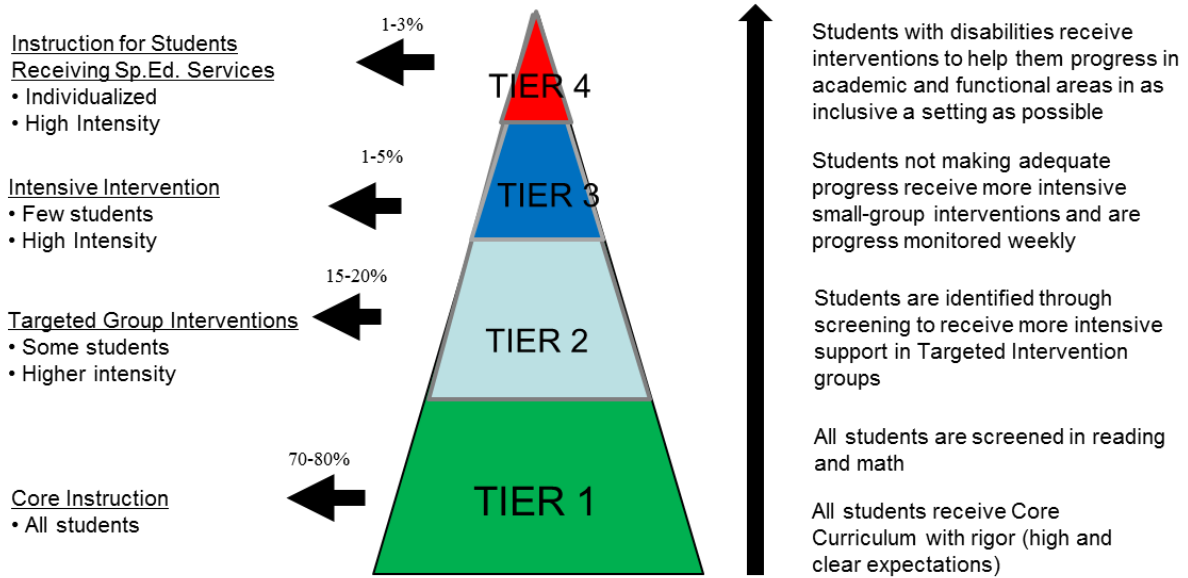 1-3%
Instruction for Students
Receiving Sp.Ed. Services
• Individualized
• High Intensity
TIER 4
Students with disabilities receive
interventions to help them progress in
academic and functional areas in as
inclusive a setting as possible
1-5%
Intensive Intervention
• Few students
• High Intensity
TIER 3
Students not making adequate
progress receive more intensive
small-group interventions and are
progress monitored weekly
15-20%
Targeted Group Interventions
• Some students
• Higher intensity
TIER 2
Students are identified through
screening to receive more intensive
support in Targeted Intervention
groups
70-80%
Core Instruction
• All students
TIER 1
All students are screened in reading
and math
All students receive Core
Curriculum with rigor (high and
clear expectations)